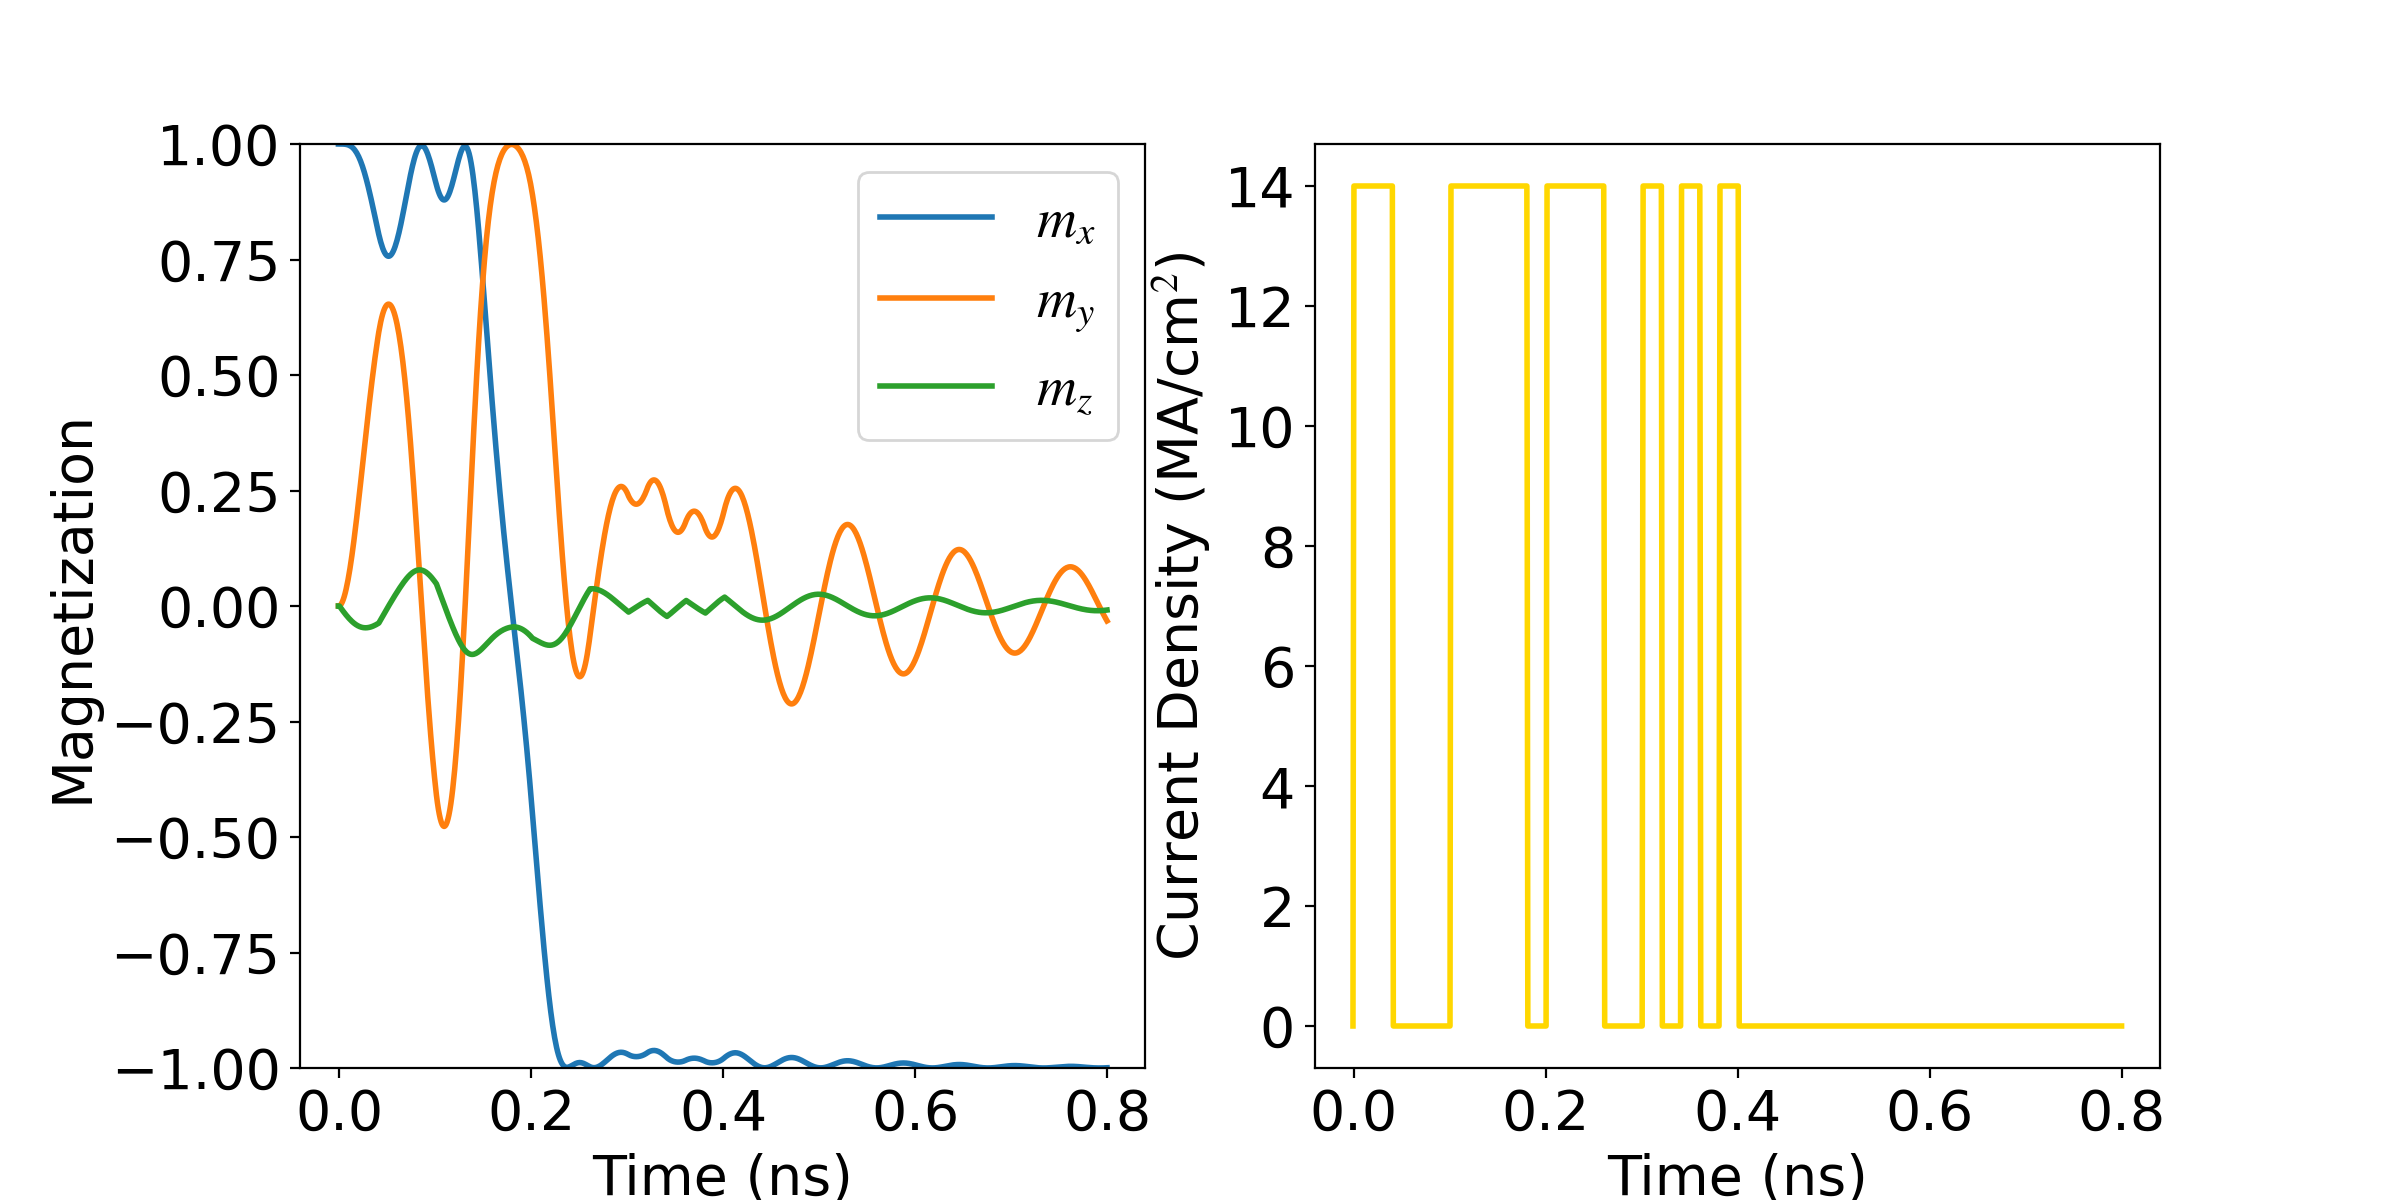 1.00
0.75
0.50
0.25
0.00
−0.25
−0.50
−0.75
−1.00
Magnetization
0.0 0.2 0.4 0.6 0.8
Time (ns)
m_x
m_y
m_z
14
12
10
8
6
4
2
0
Current Density (MA/cm²)
0.0 0.2 0.4 0.6 0.8
Time (ns)